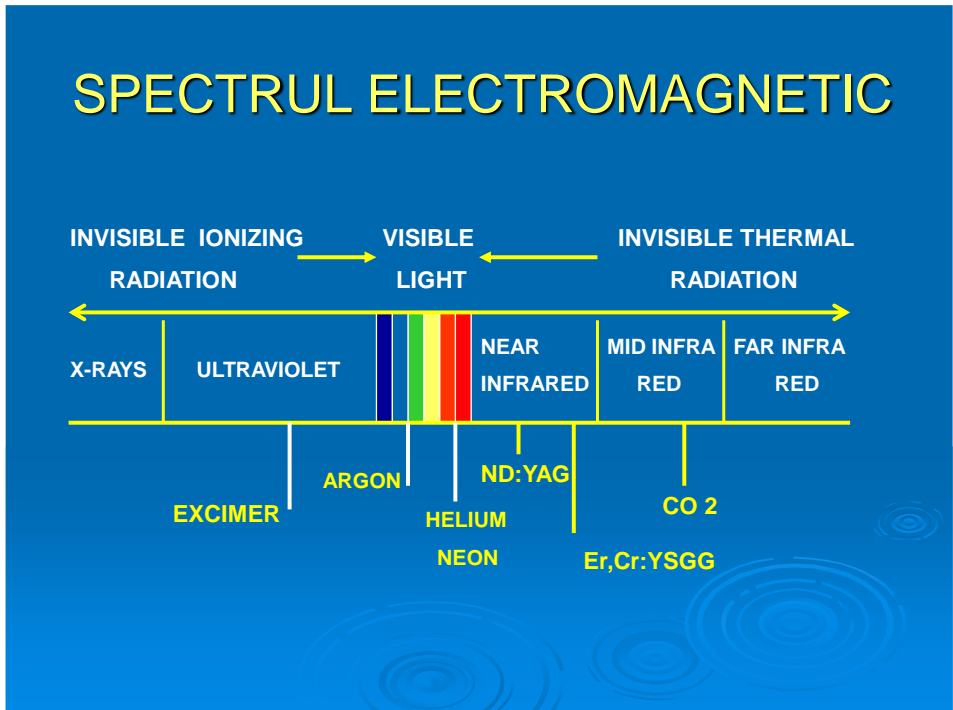 SPECTRUL ELECTROMAGNETIC
INVISIBLE IONIZING
RADIATION
VISIBLE
LIGHT
INVISIBLE THERMAL
RADIATION
X-RAYS
ULTRAVIOLET
NEAR
INFRARED
MID INFRA
RED
FAR INFRA
RED
EXCIMER
ARGON
HELIUM
NEON
ND:YAG
Er,Cr:YSGG
CO 2